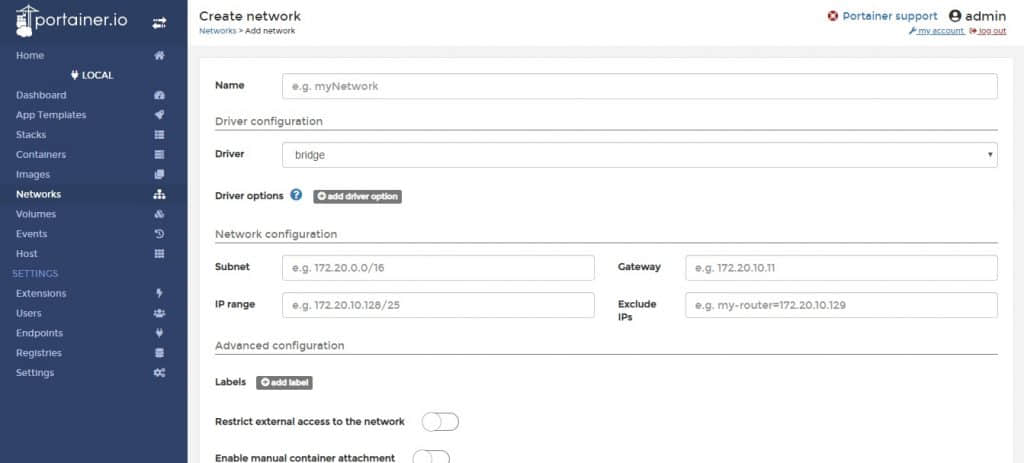 portainer.io
Home
LOCAL
Dashboard
App Templates
Stacks
Containers
Images
Networks
Volumes
Events
Host
SETTINGS
Extensions
Users
Endpoints
Registries
Settings
Create network
Networks > Add network
Portainer support admin
my account log out
Name e.g. myNetwork
Driver configuration
Driver bridge
Driver options ? add driver option
Network configuration
Subnet e.g. 172.20.0.0/16 Gateway e.g. 172.20.10.11
IP range e.g. 172.20.10.128/25 Exclude IPs e.g. my-router=172.20.10.129
Advanced configuration
Labels add label
Restrict external access to the network
Enable manual container attachment